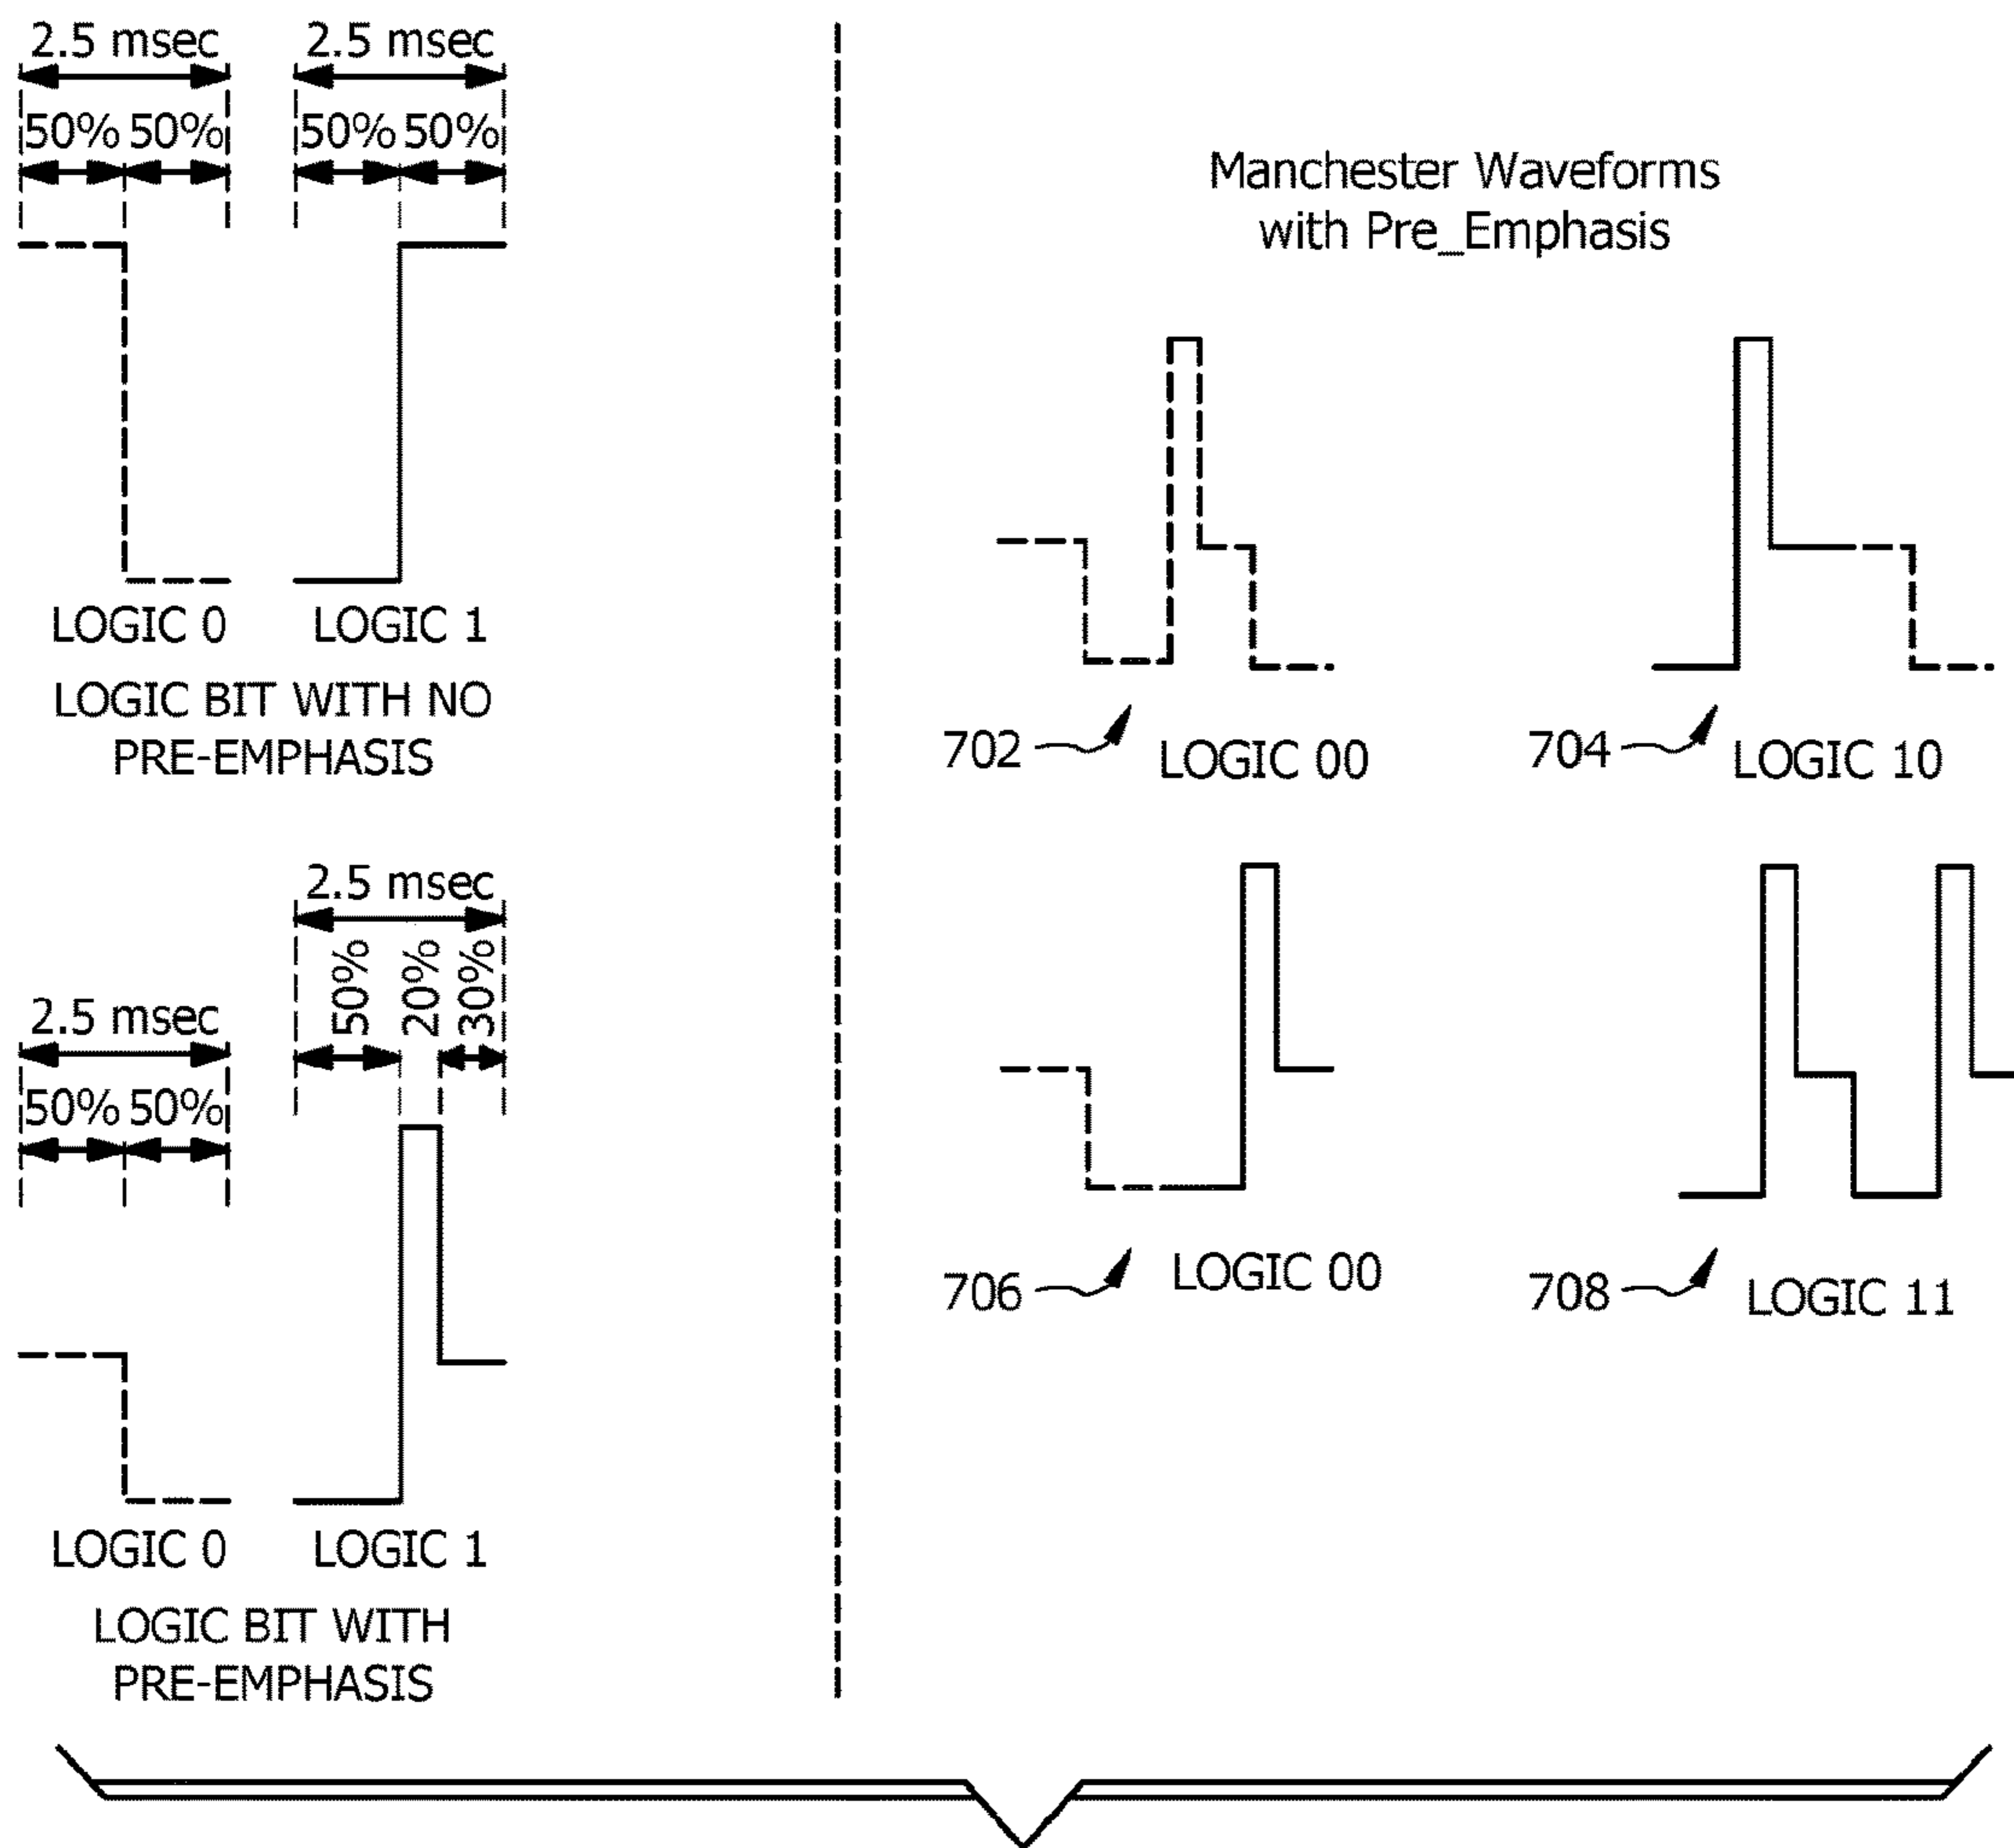 2.5 msec
2.5 msec
50% 50%
50% 50%
LOGIC 0
LOGIC 1
LOGIC BIT WITH NO
PRE-EMPHASIS
2.5 msec
50%
20%
30%
2.5 msec
50% 50%
LOGIC 0
LOGIC 1
LOGIC BIT WITH
PRE-EMPHASIS
Manchester Waveforms
with Pre_Emphasis
702
LOGIC 00
704
LOGIC 10
706
LOGIC 00
708
LOGIC 11